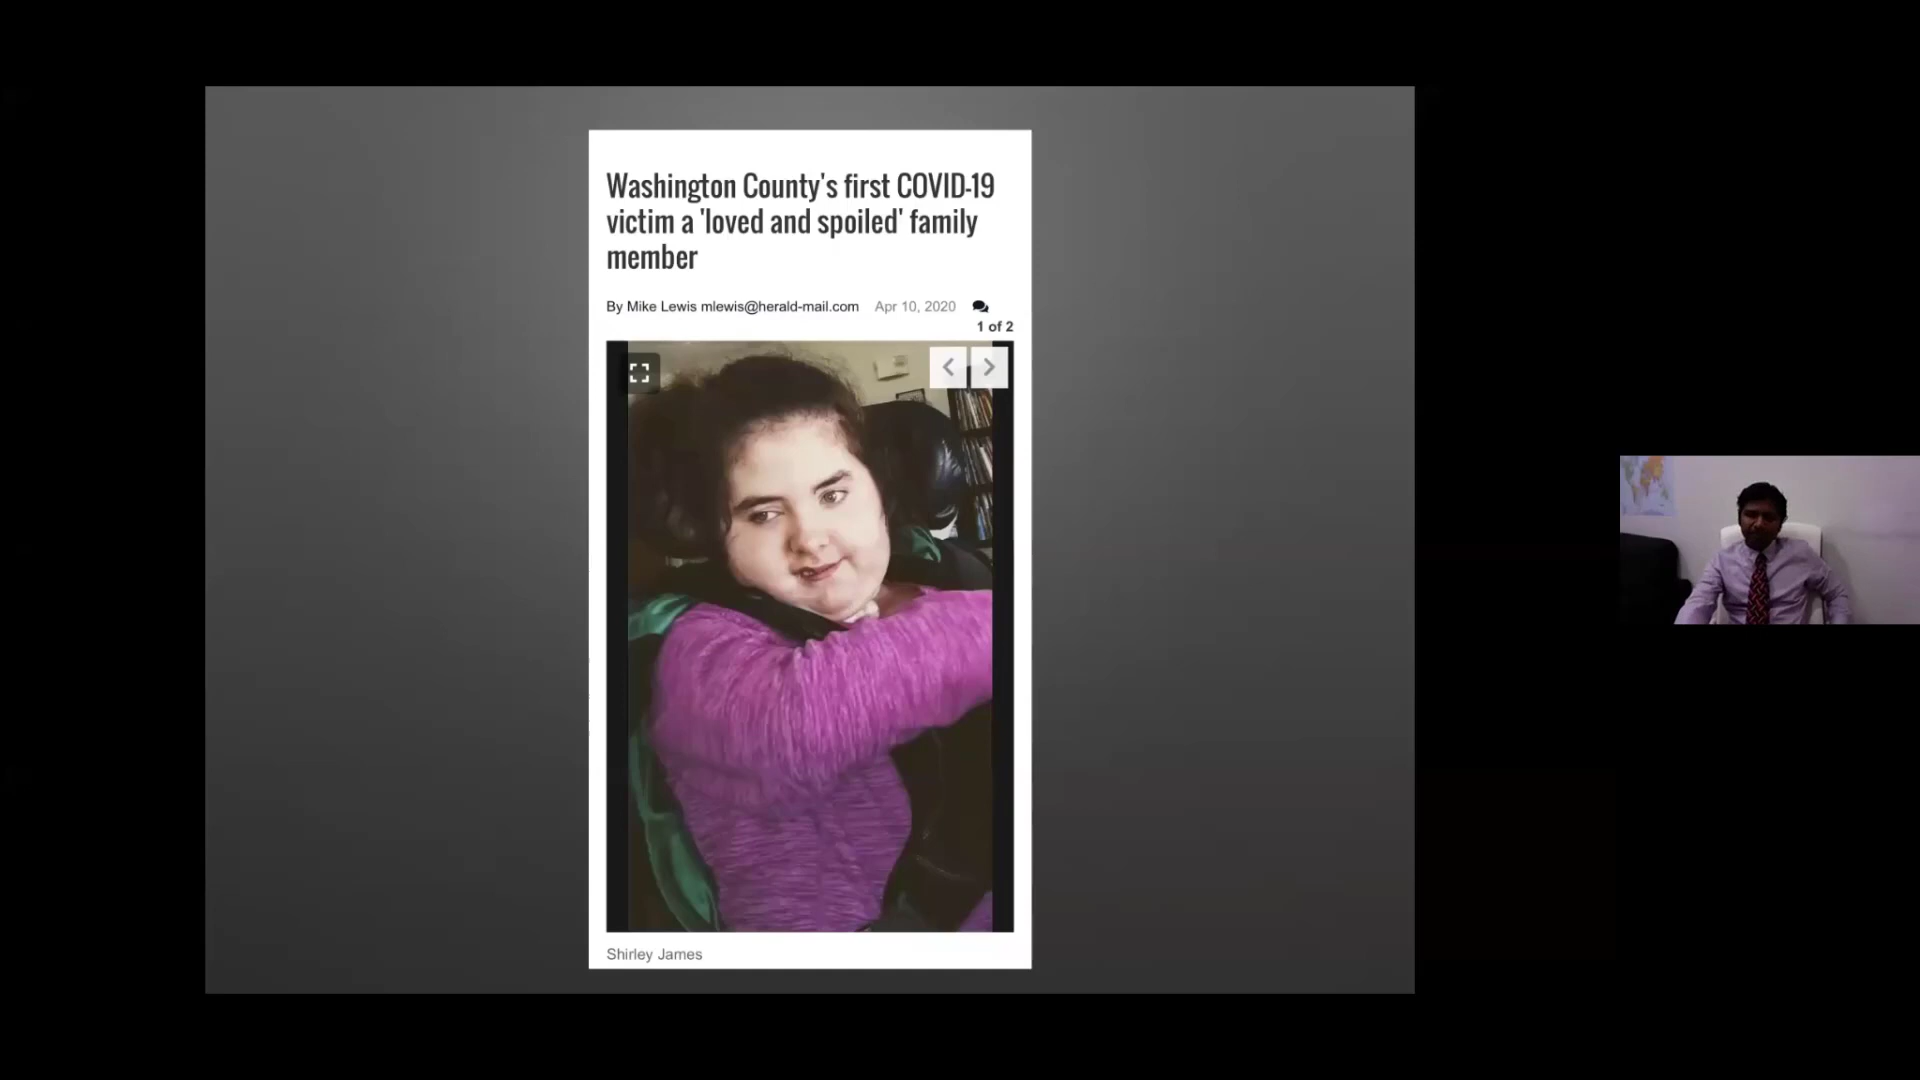 Washington County's first COVID-19
victim a 'loved and spoiled' family
member
By Mike Lewis mlewis@herald-mail.com Apr 10, 2020
1 of 2
Shirley James